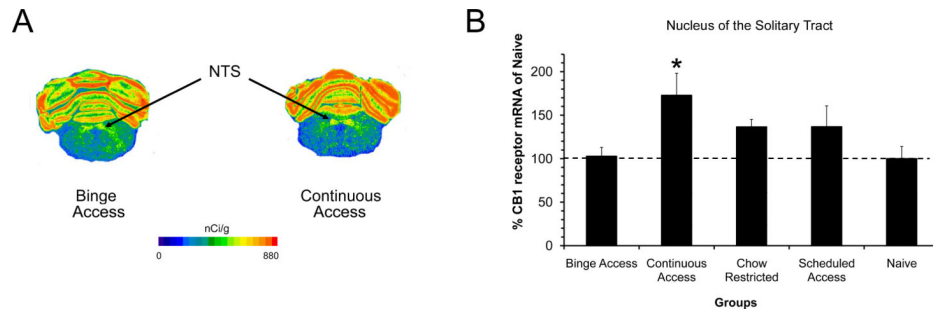 A
NTS
Binge
Access
Continuous
Access
nCi/g
0
880
B
Nucleus of the Solitary Tract
% CB1 receptor mRNA of Naive
200
150
100
50
0
*
Binge Access
Continuous
Access
Chow
Restricted
Scheduled
Access
Naive
Groups